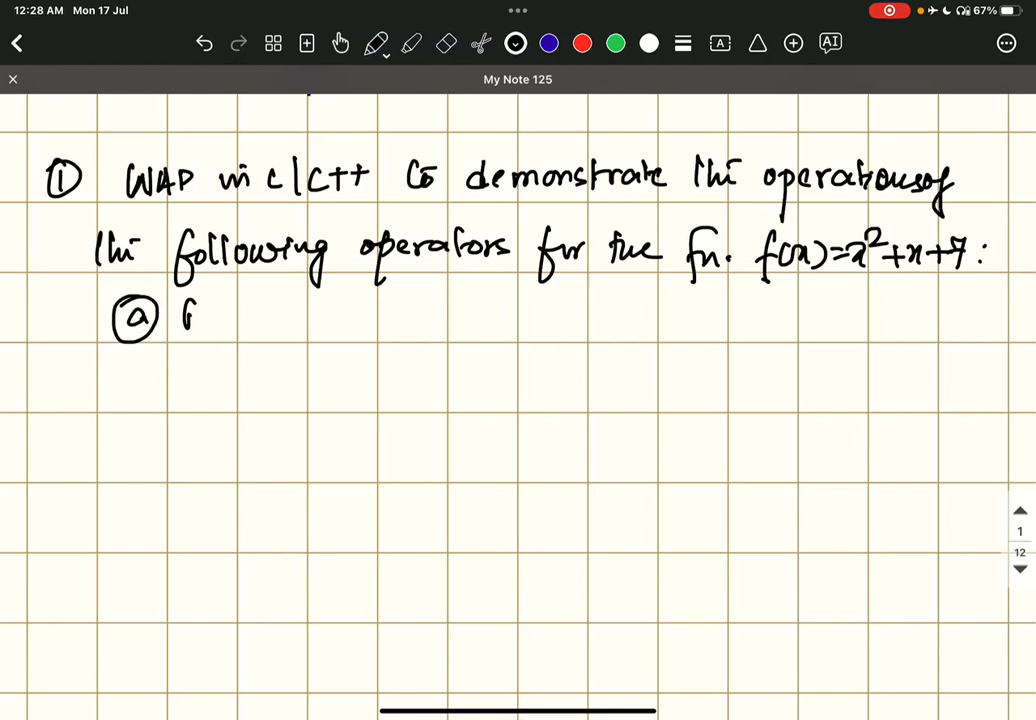 12:28 AM Mon 17 Jul
67%
A
AI
My Note 125
① WAP in C/C++ to demonstrate the operations of
the following operators for the fn. f(x)=x²+x+7:
ⓐ
1
12